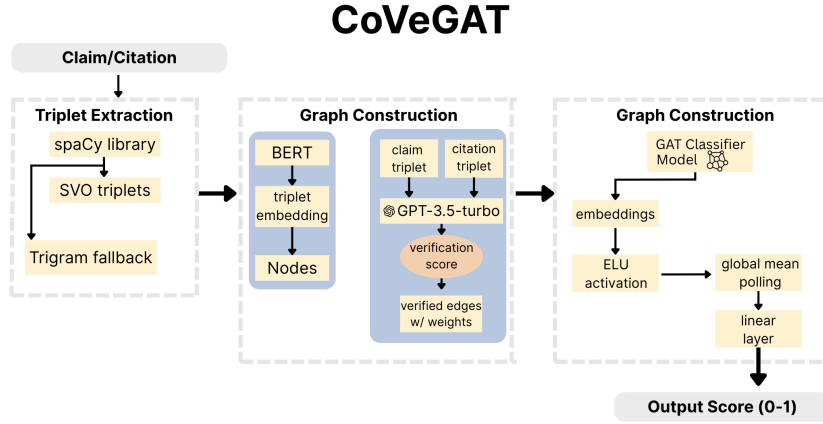 CoVeGAT
Claim/Citation
Triplet Extraction
spaCy library
SVO triplets
Trigram fallback
Graph Construction
BERT
triplet
embedding
Nodes
claim
triplet
citation
triplet
GPT-3.5-turbo
verification
score
verified edges
w/ weights
Graph Construction
GAT Classifier
Model
embeddings
ELU
activation
global mean
polling
linear
layer
Output Score (0-1)